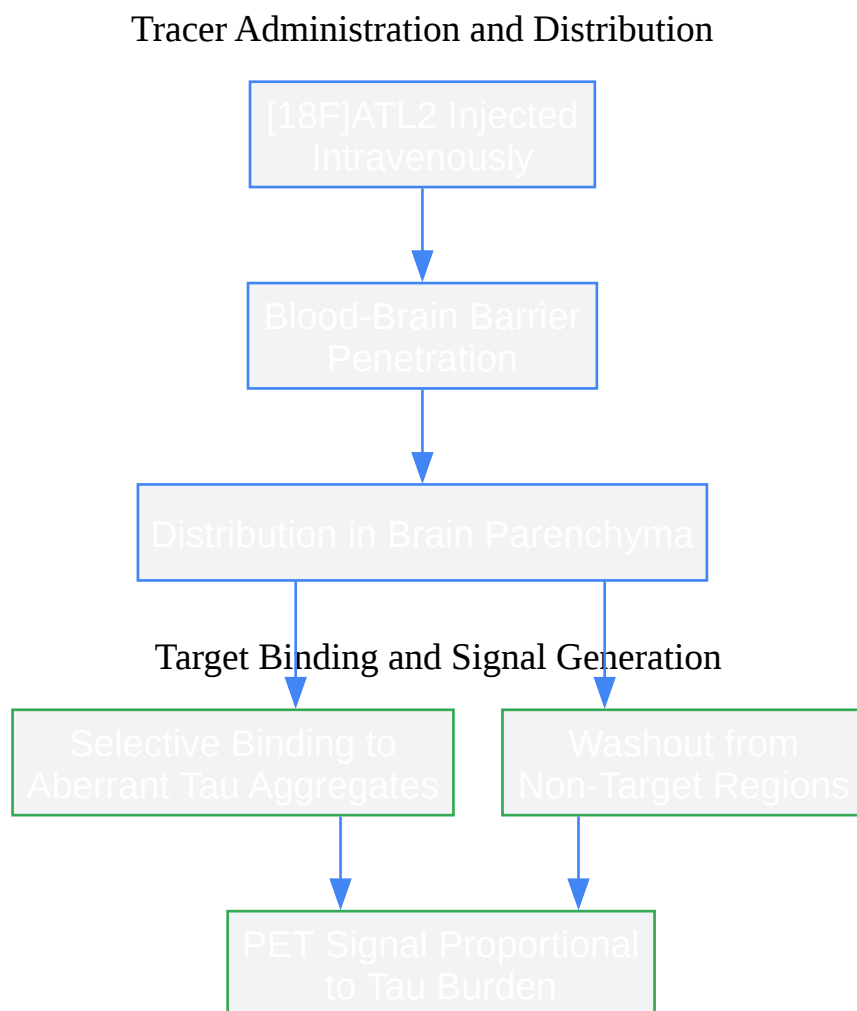 Tracer Administration and Distribution
[18F]ATL2 Injected
Intravenously
Blood-Brain Barrier
Penetration
Distribution in Brain Parenchyma
Target Binding and Signal Generation
Selective Binding to
Aberrant Tau Aggregates
Washout from
Non-Target Regions
PET Signal Proportional
to Tau Burden